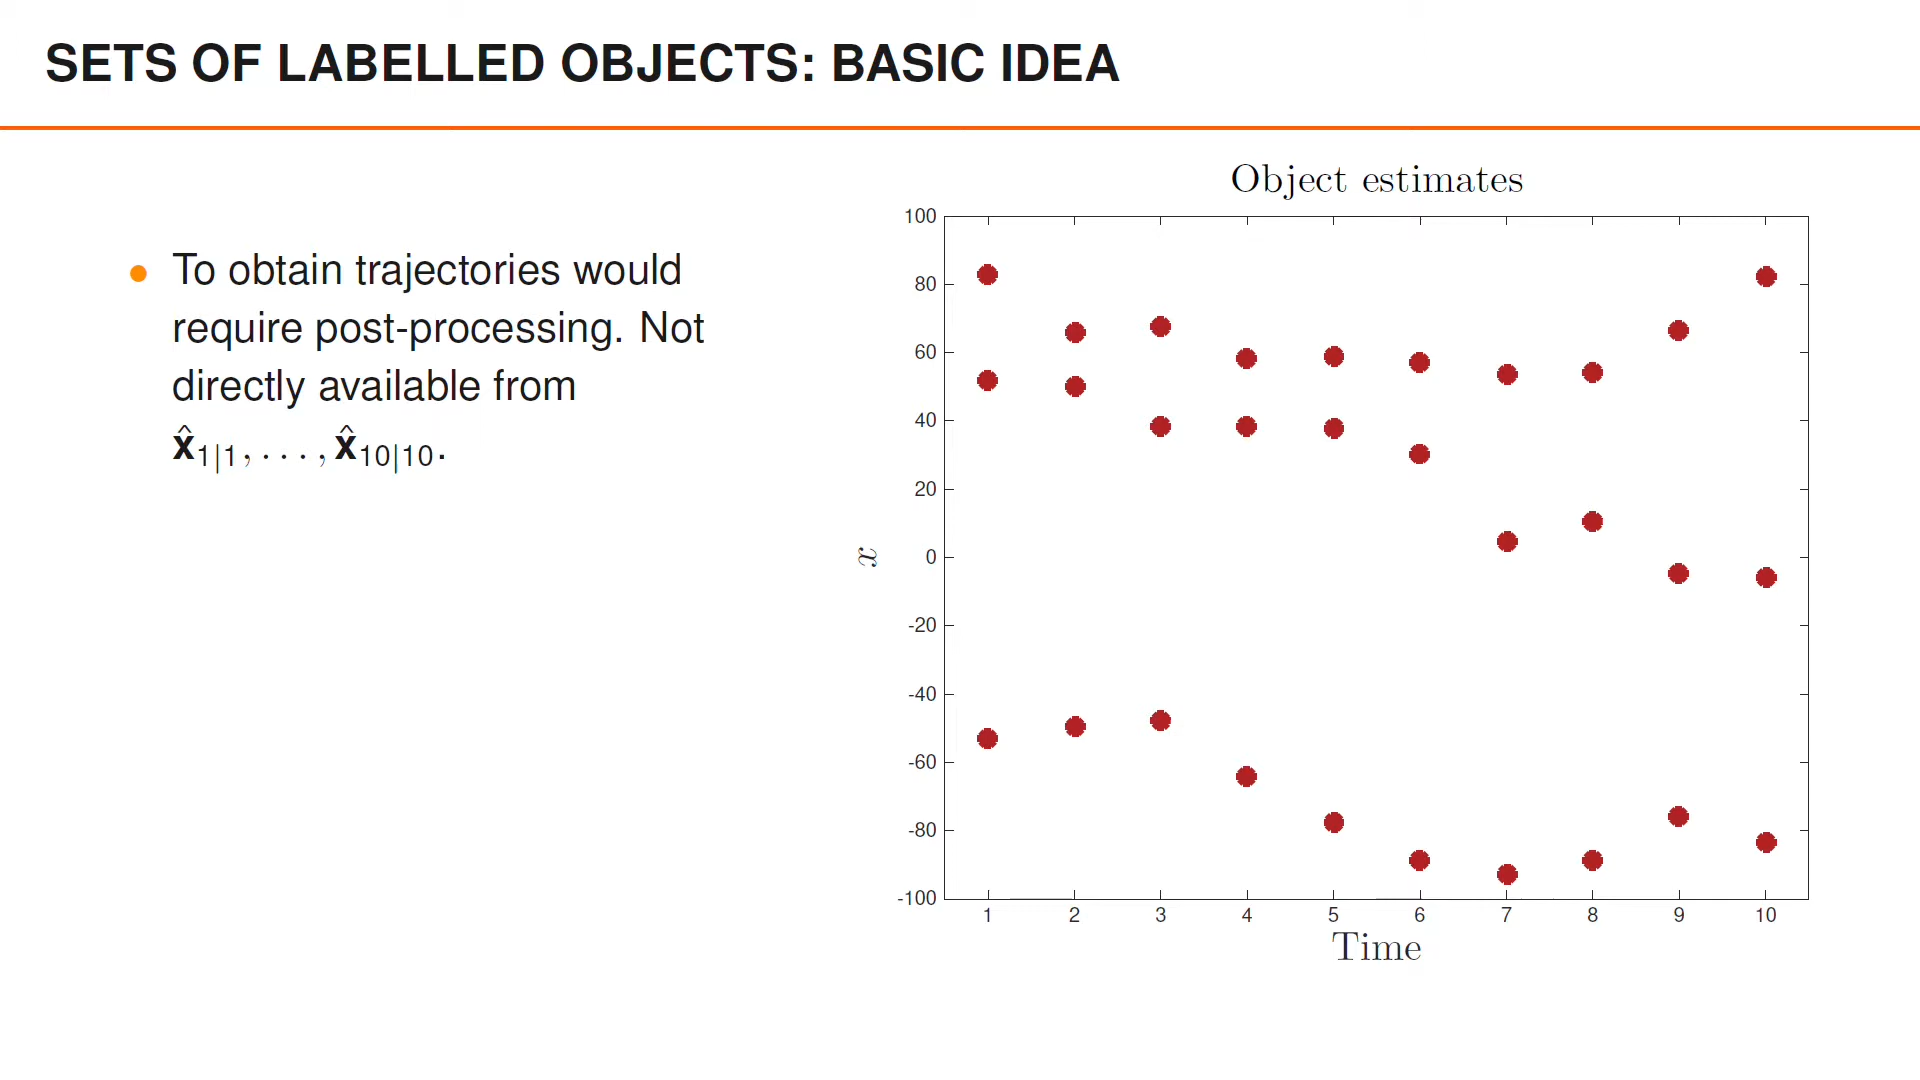 SETS OF LABELLED OBJECTS: BASIC IDEA
To obtain trajectories would
require post-processing. Not
directly available from
x̂1|1, . . . , x̂10|10.
Object estimates
100
80
60
40
20
0
-20
-40
-60
-80
-100
x
1 2 3 4 5 6 7 8 9 10
Time